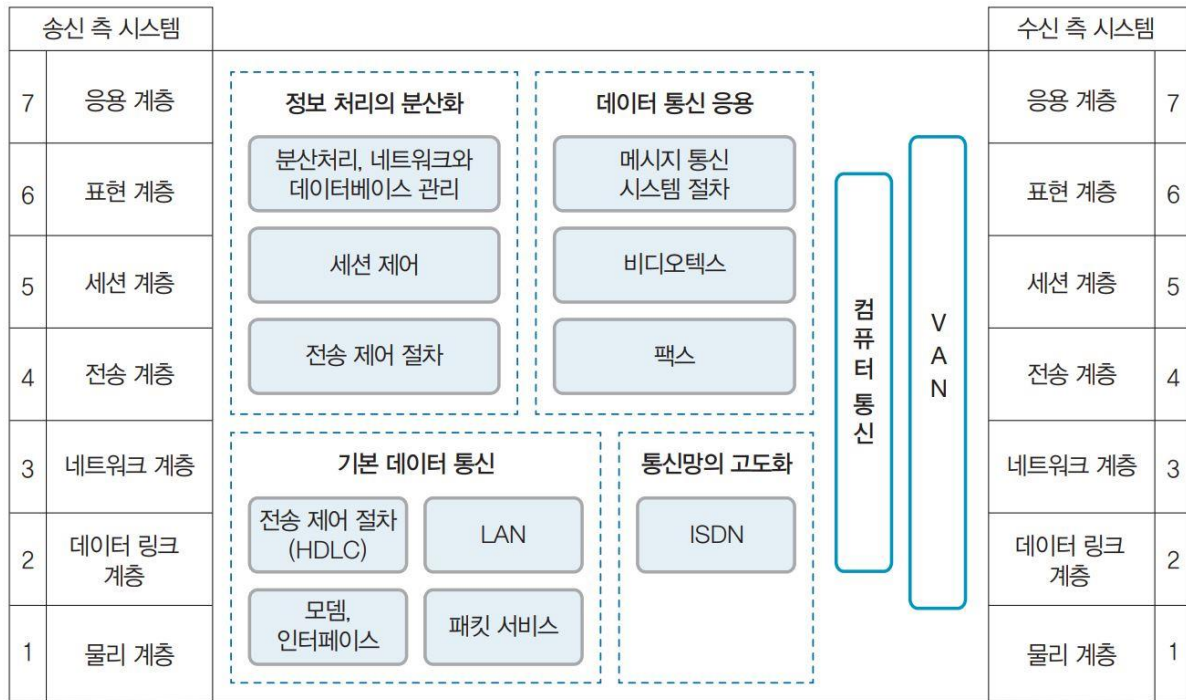 송신 측 시스템
7
응용 계층
6
표현 계층
5
세션 계층
4
전송 계층
3
네트워크 계층
2
데이터 링크
계층
1
물리 계층
정보 처리의 분산화
분산처리, 네트워크와
데이터베이스 관리
세션 제어
전송 제어 절차
데이터 통신 응용
메시지 통신
시스템 절차
비디오텍스
팩스
기본 데이터 통신
전송 제어 절차
(HDLC)
LAN
모뎀,
인터페이스
패킷 서비스
통신망의 고도화
ISDN
컴퓨터 통신
VAN
수신 측 시스템
응용 계층
7
표현 계층
6
세션 계층
5
전송 계층
4
네트워크 계층
3
데이터 링크
계층
2
물리 계층
1